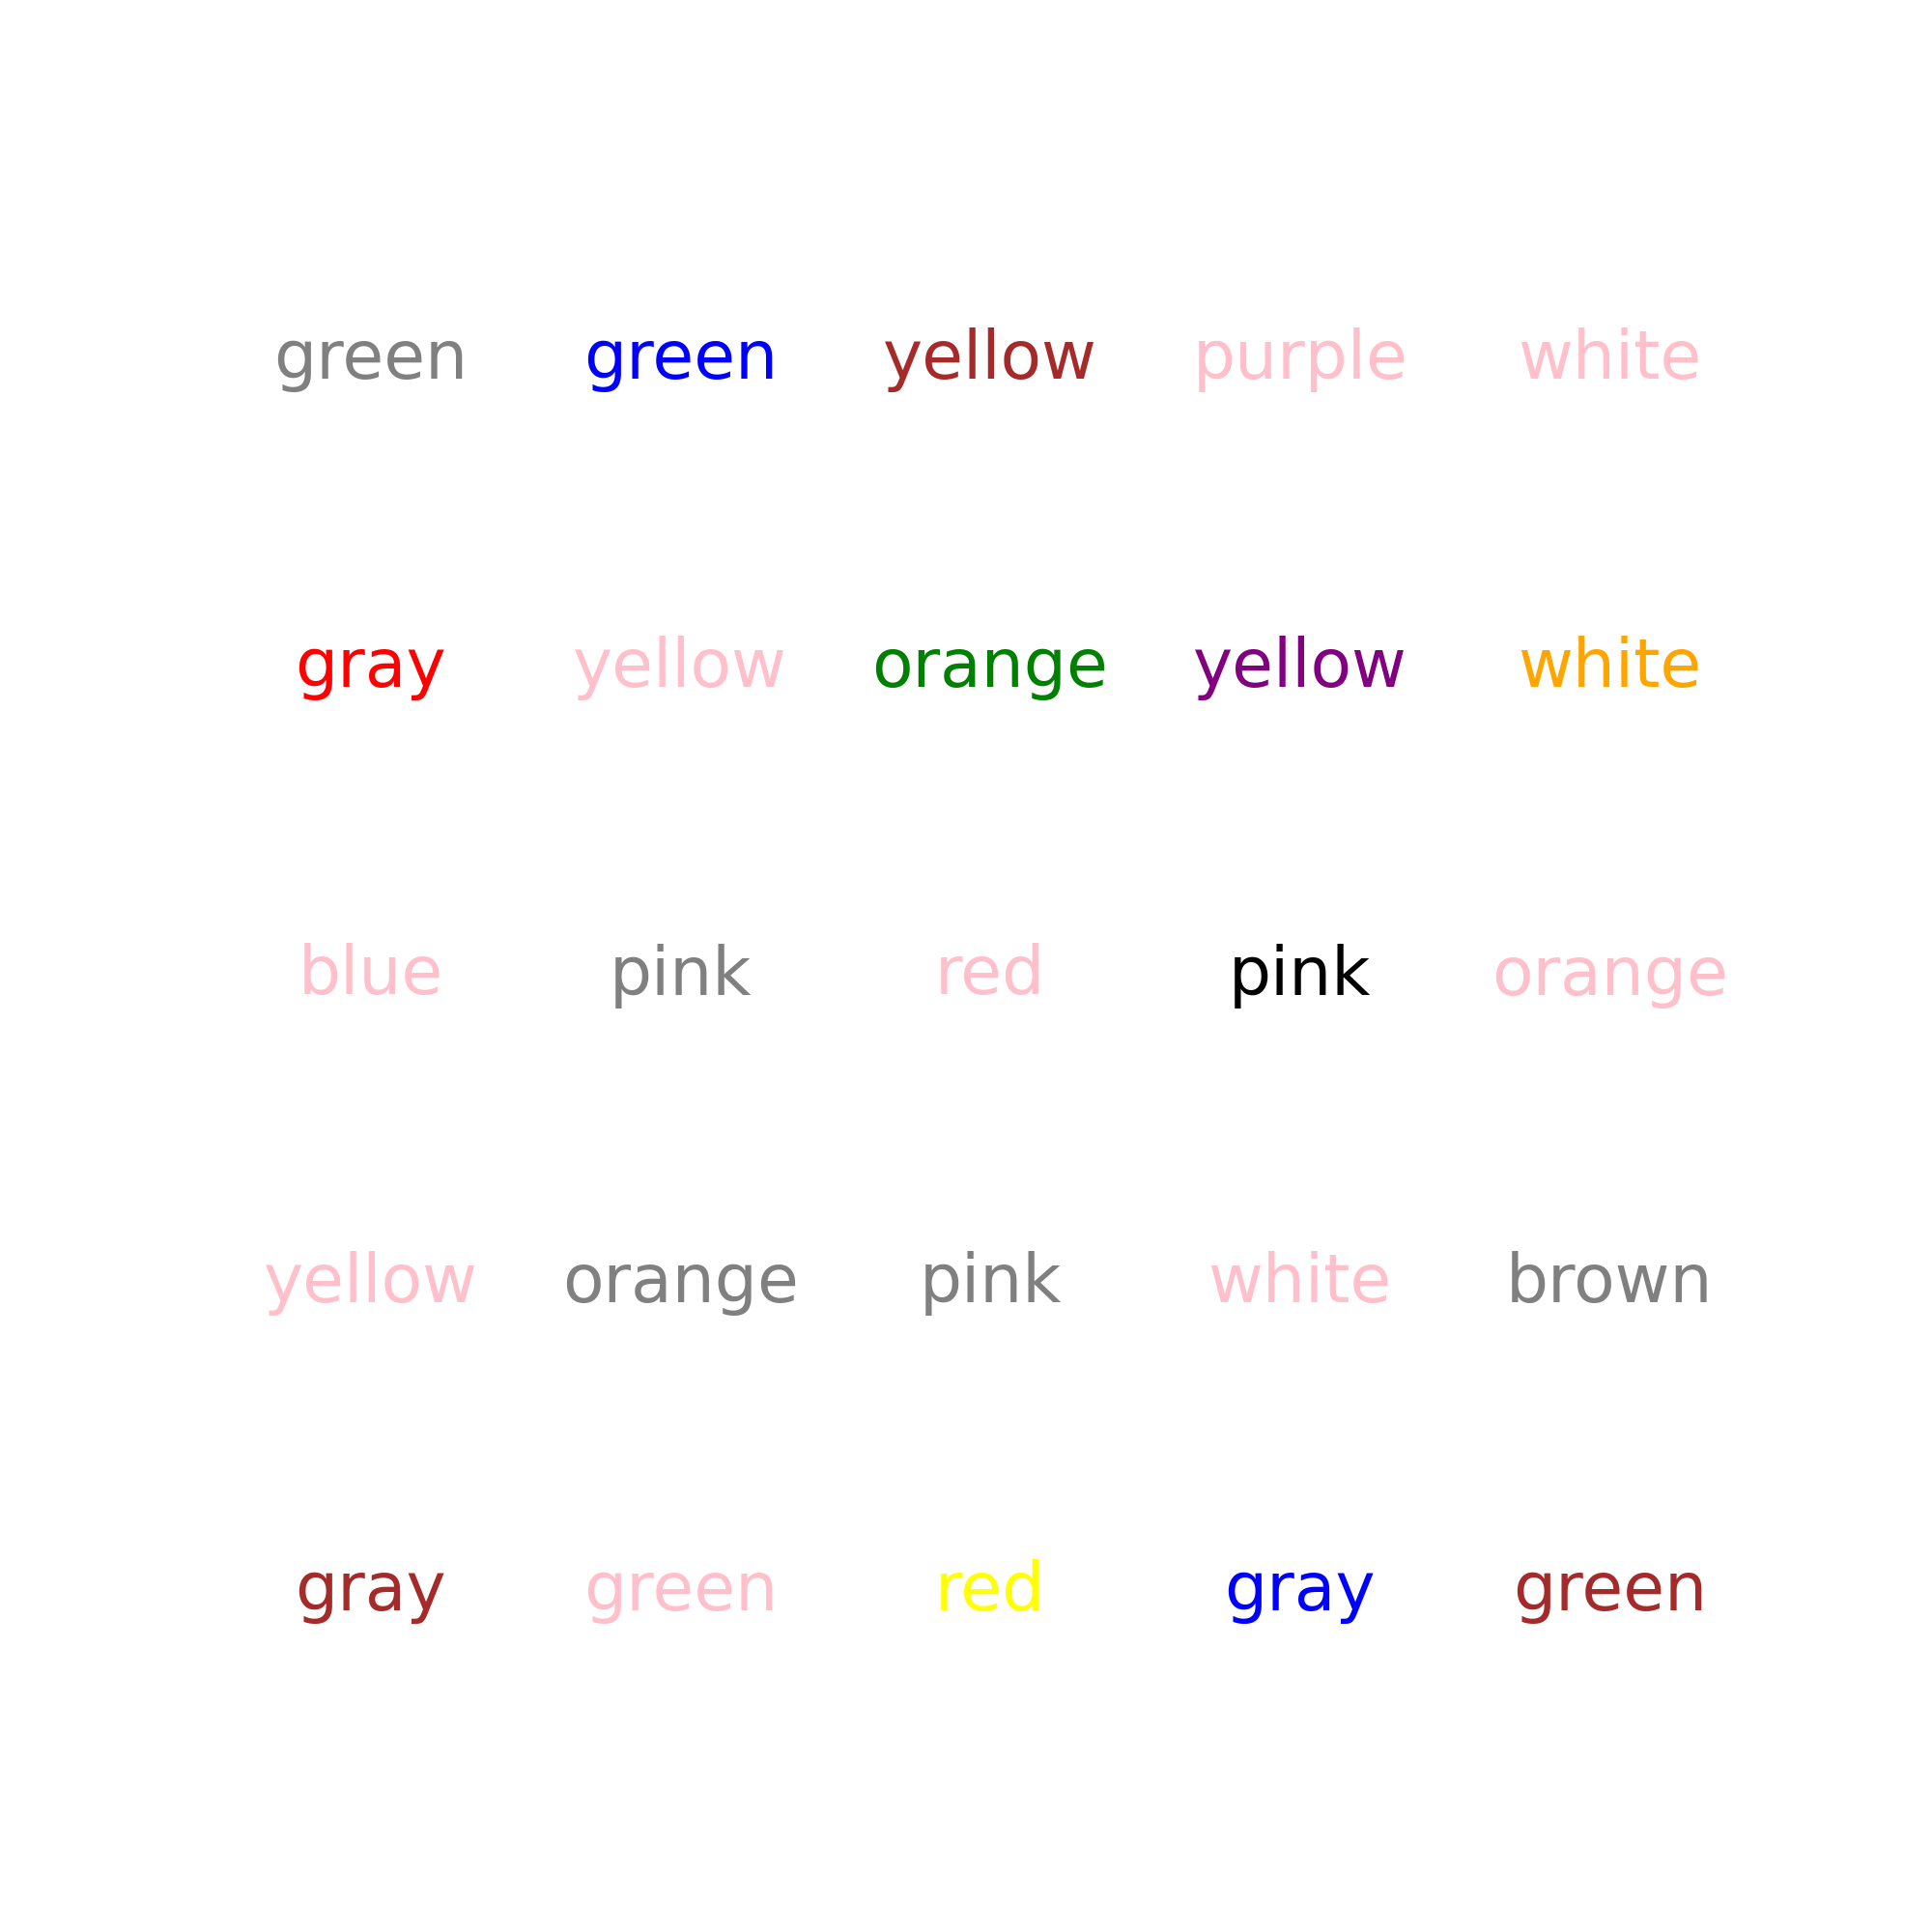 green green yellow purple white
gray yellow orange yellow white
blue pink red pink orange
yellow orange pink white brown
gray green red gray green